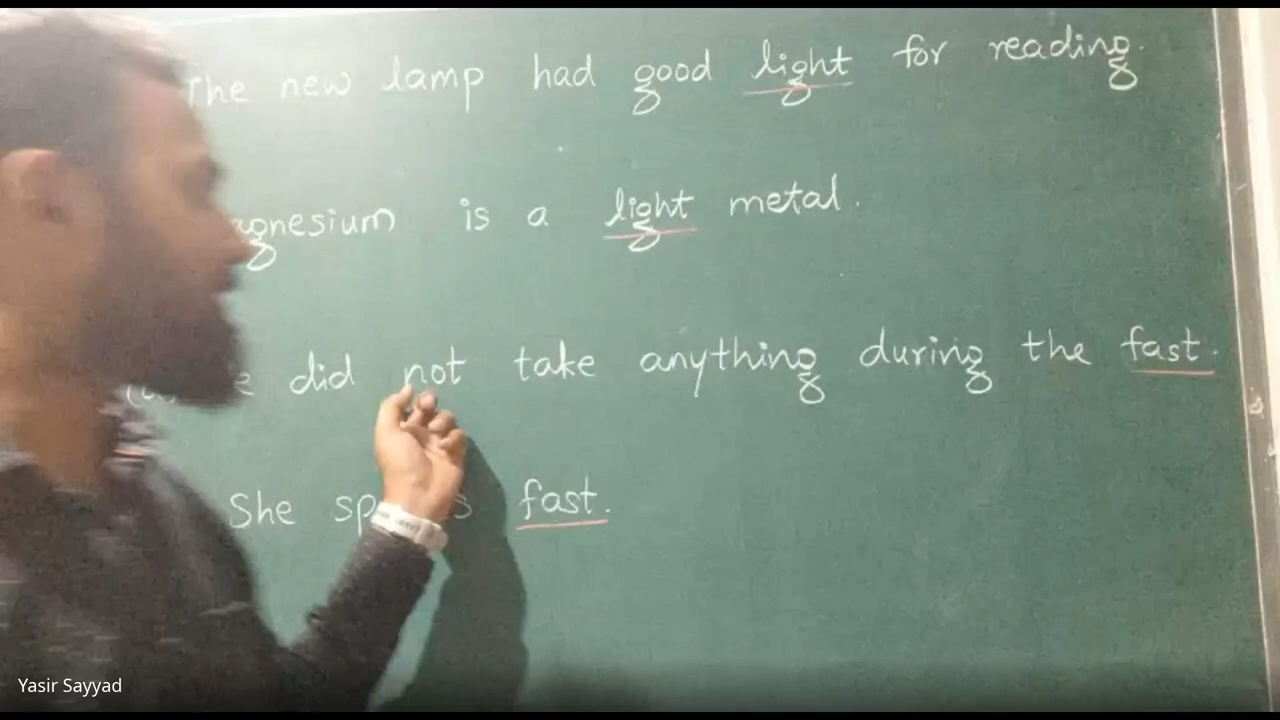 The new lamp had good light for reading.
agnesium is a light metal.
did not take anything during the fast.
She fast.
Yasir Sayyad